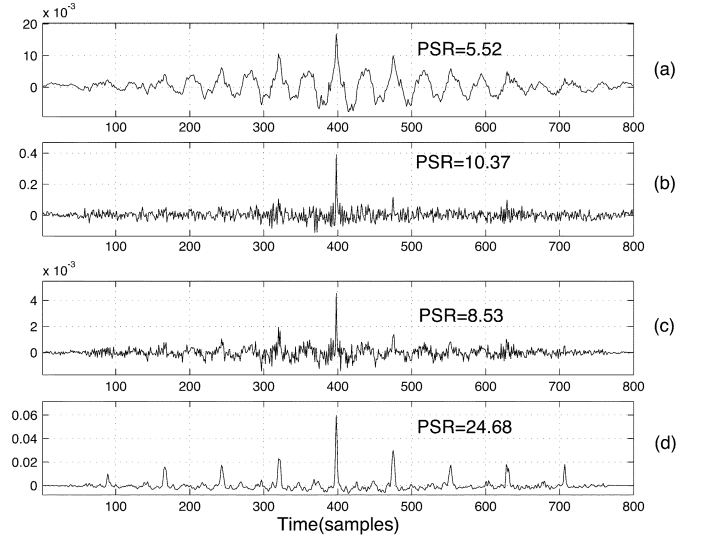 x 10⁻³
20
10
0
PSR=5.52
(a)
100 200 300 400 500 600 700 800
0.4
0.2
0
PSR=10.37
(b)
100 200 300 400 500 600 700 800
x 10⁻³
4
2
0
PSR=8.53
(c)
100 200 300 400 500 600 700 800
0.06
0.04
0.02
0
PSR=24.68
(d)
100 200 300 400 500 600 700 800
Time(samples)